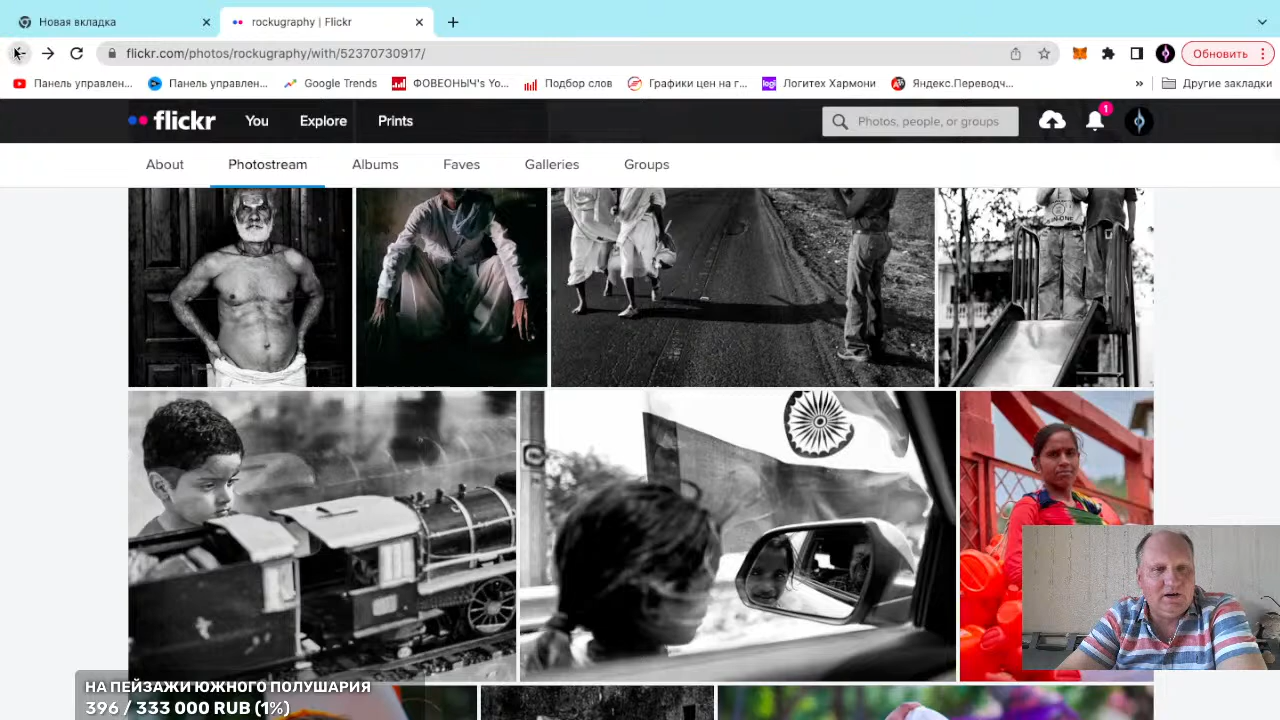 Новая вкладка
rockugraphy | Flickr
flickr.com/photos/rockugraphy/with/52370730917/
Обновить
Панель управлен...
Панель управлен...
Google Trends
ФОВЕОНЫЧ's Yo...
Подбор слов
Графики цен на г...
Логитех Хармони
Яндекс.Переводч...
»
Другие закладки
flickr
You
Explore
Prints
Photos, people, or groups
1
About
Photostream
Albums
Faves
Galleries
Groups
НА ПЕЙЗАЖИ ЮЖНОГО ПОЛУШАРИЯ
396 / 333 000 RUB (1%)